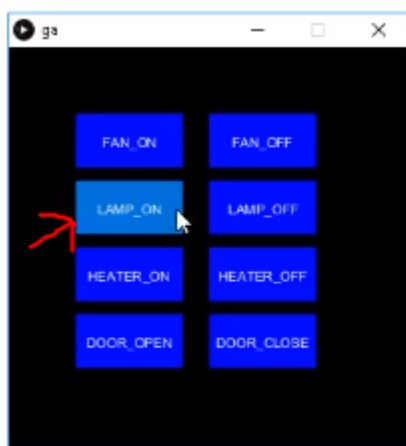 ga
FAN_ON FAN_OFF
LAMP_ON LAMP_OFF
HEATER_ON HEATER_OFF
DOOR_OPEN DOOR_CLOSE